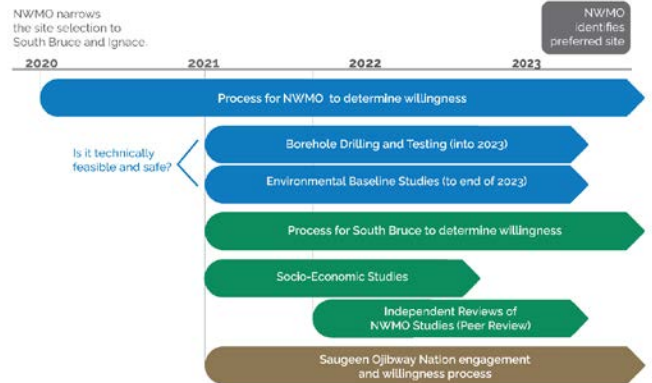 NWMO narrows
the site selection to
South Bruce and Ignace.
NWMO
identifies
preferred site
2020 2021 2022 2023
Process for NWMO to determine willingness
Is it technically
feasible and safe?
Borehole Drilling and Testing (into 2023)
Environmental Baseline Studies (to end of 2023)
Process for South Bruce to determine willingness
Socio-Economic Studies
Independent Reviews of
NWMO Studies (Peer Review)
Saugeen Ojibway Nation engagement
and willingness process